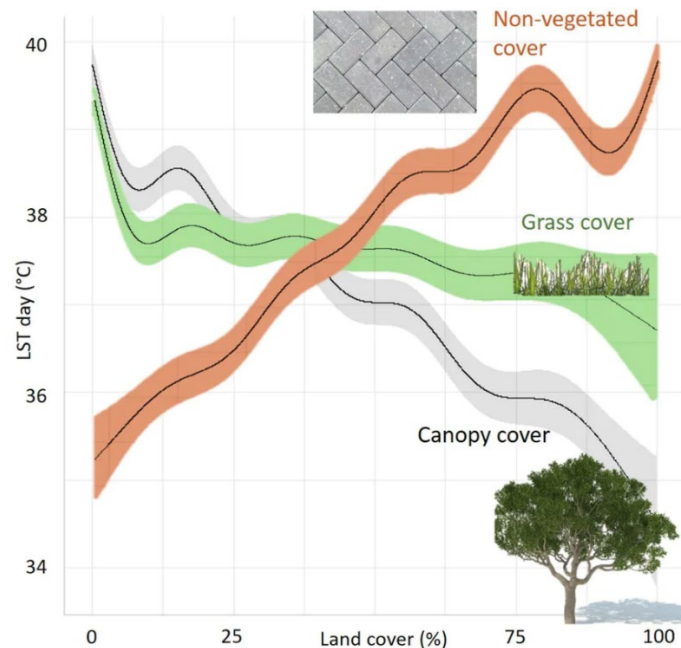 Non-vegetated
cover
40
38
Grass cover
LST day (°C)
36
Canopy cover
34
0
25
Land cover (%)
75
100